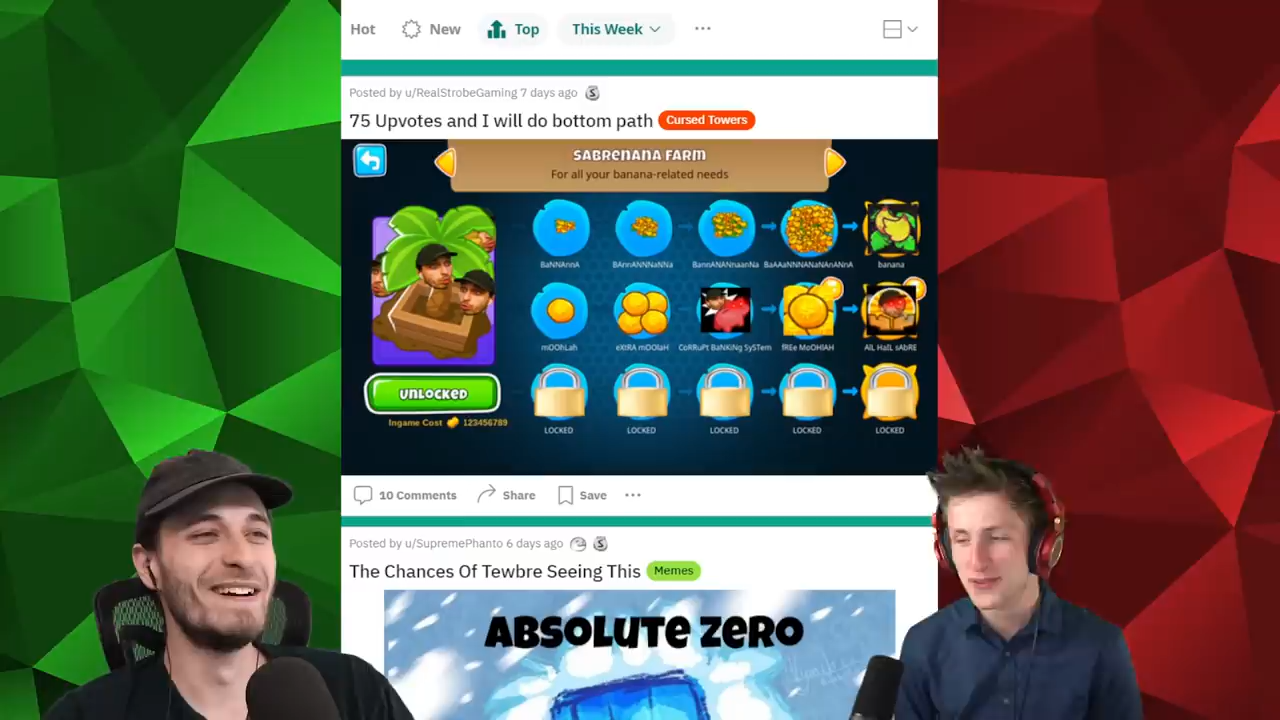 Hot New Top This Week ...
Posted by u/RealStrobeGaming 7 days ago
75 Upvotes and I will do bottom path Cursed Towers
SABRENANA FARM
For all your banana-related needs
BaNNAnnA BAnnANNNaNNa BannANANnaanNa BaAAaNNNANaNAnANnA banana
mOOhLah eXtRA mOOlaH CoRRuPt BaNKiNg SySTem fREe MoOHlAH AlL HaIL sAbRE
UNLOCKED
Ingame Cost 123456789
LOCKED LOCKED LOCKED LOCKED LOCKED
10 Comments Share Save ...
Posted by u/SupremePhanto 6 days ago
The Chances Of Tewbre Seeing This Memes
ABSOLUTE ZERO